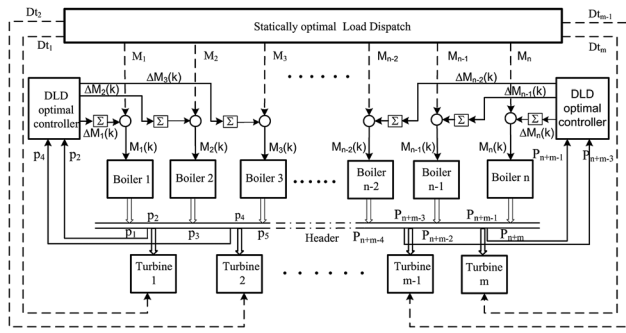 Dt2
Statically optimal Load Dispatch
Dtm-1
Dt1
Dtm
M1
M2
M3
Mn-2
Mn-1
Mn
ΔM3(k)
ΔMn-2(k)
ΔM2(k)
ΔMn-1(k)
DLD optimal controller
Σ
Σ
Σ
Σ
Σ
Σ
DLD optimal controller
ΔM1(k)
ΔMn(k)
p4
p2
M1(k)
M2(k)
M3(k)
Mn-2(k)
Mn-1(k)
Mn(k)
Pn+m-1
Pn+m-3
Boiler 1
Boiler 2
Boiler 3
Boiler n-2
Boiler n-1
Boiler n
p2
p4
Pn+m-3
Pn+m-1
p1
p3
p5
Header
Pn+m-4
Pn+m-2
Pn+m
Turbine 1
Turbine 2
Turbine m-1
Turbine m